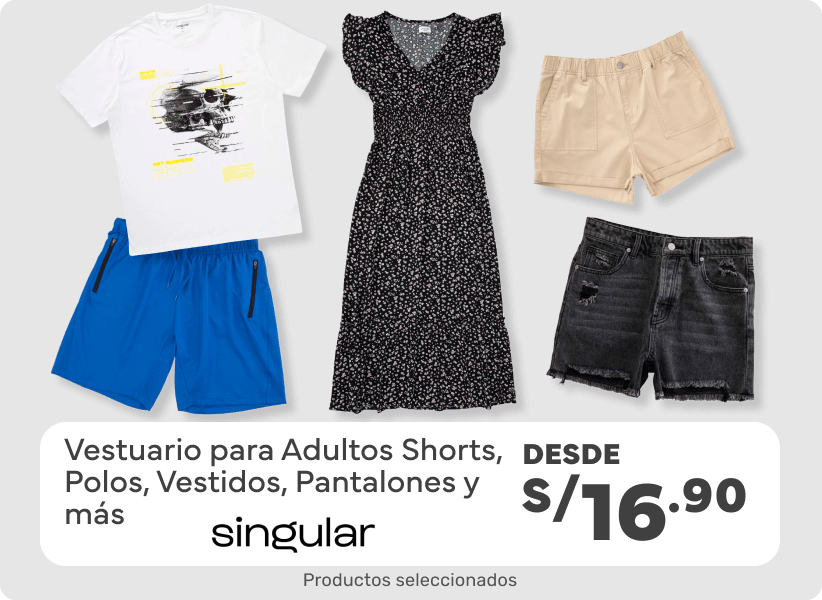 Vestuario para Adultos Shorts,
Polos, Vestidos, Pantalones y
más
singular
DESDE
S/16.90
Productos seleccionados